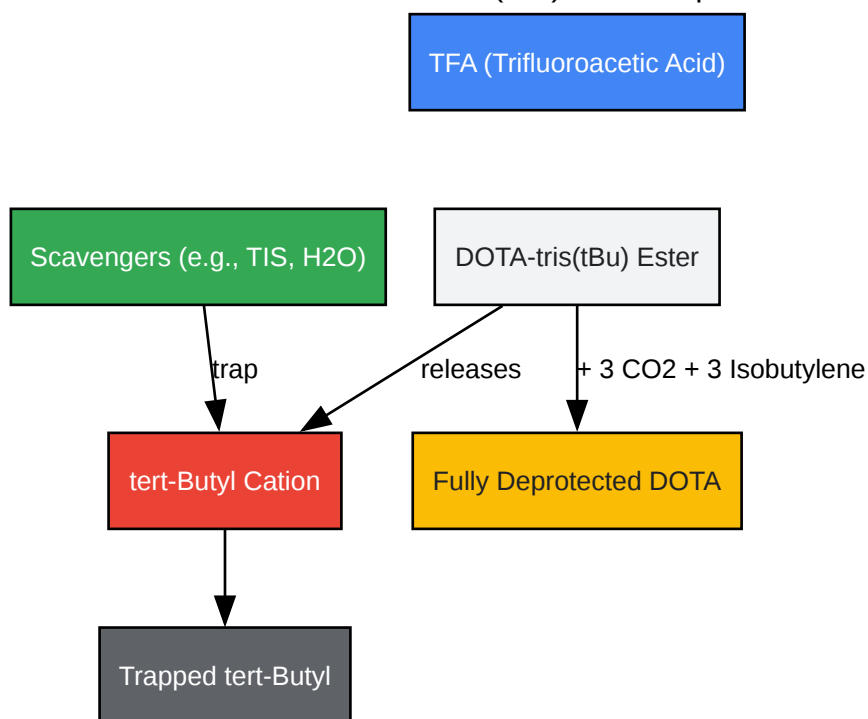 TFA (Trifluoroacetic Acid)
Scavengers (e.g., TIS, H2O)
DOTA-tris(tBu) Ester
trap
releases
+ 3 CO2 + 3 Isobutylene
tert-Butyl Cation
Fully Deprotected DOTA
Trapped tert-Butyl